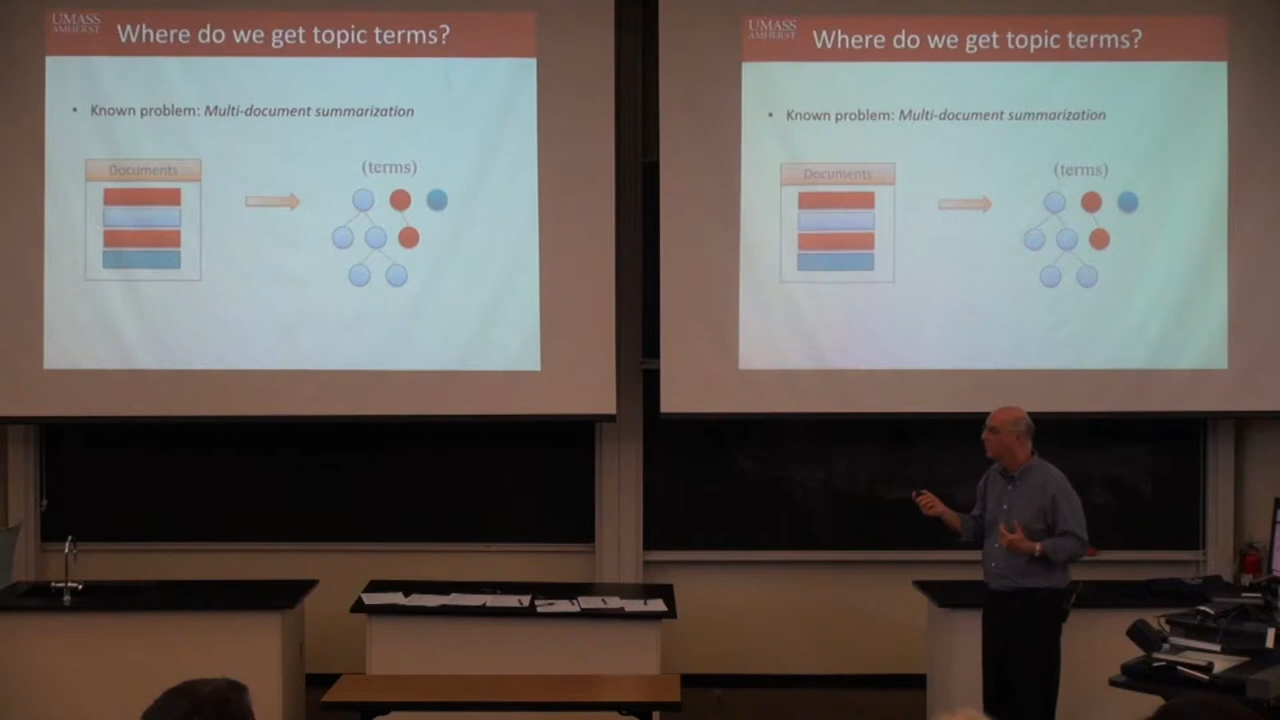 UMASS
AMHERST
Where do we get topic terms?
• Known problem: Multi-document summarization
Documents
(terms)
UMASS
AMHERST
Where do we get topic terms?
• Known problem: Multi-document summarization
Documents
(terms)